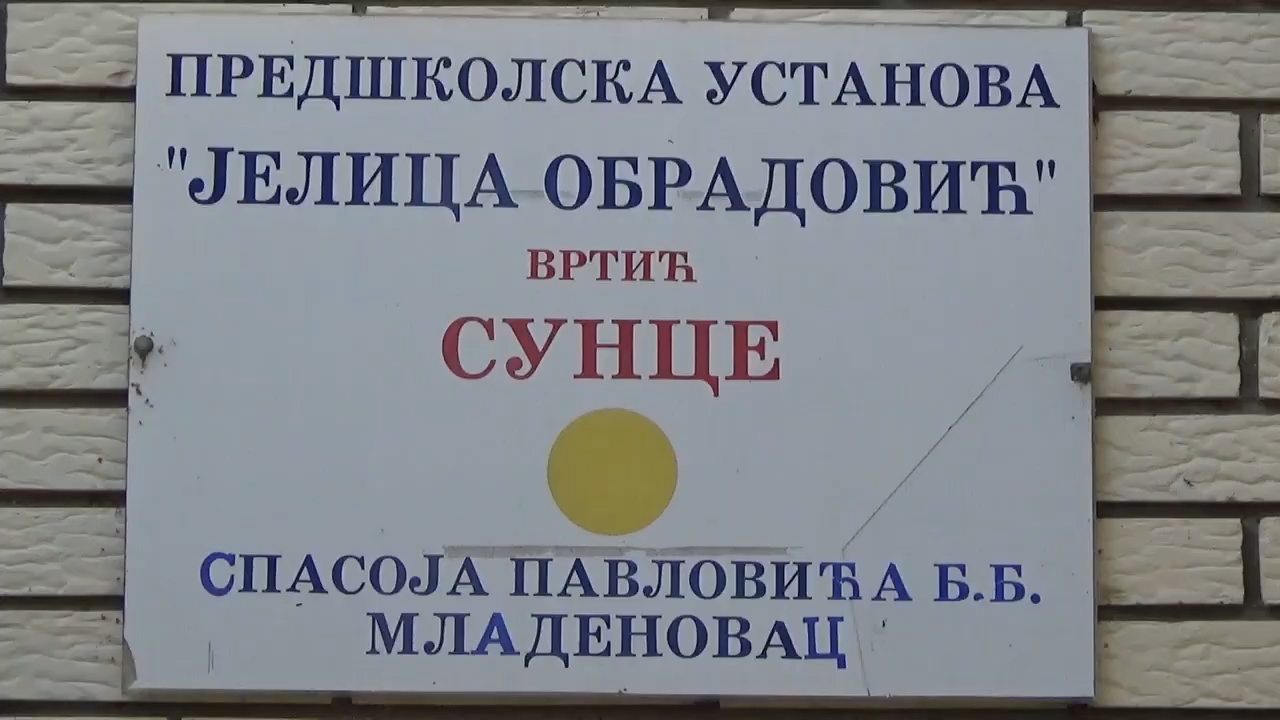 ПРЕДШКОЛСКА УСТАНОВА
"ЈЕЛИЦА ОБРАДОВИЋ"
ВРТИЋ
СУНЦЕ
СПАСОЈА ПАВЛОВИЋА Б.Б.
МЛАДЕНОВАЦ